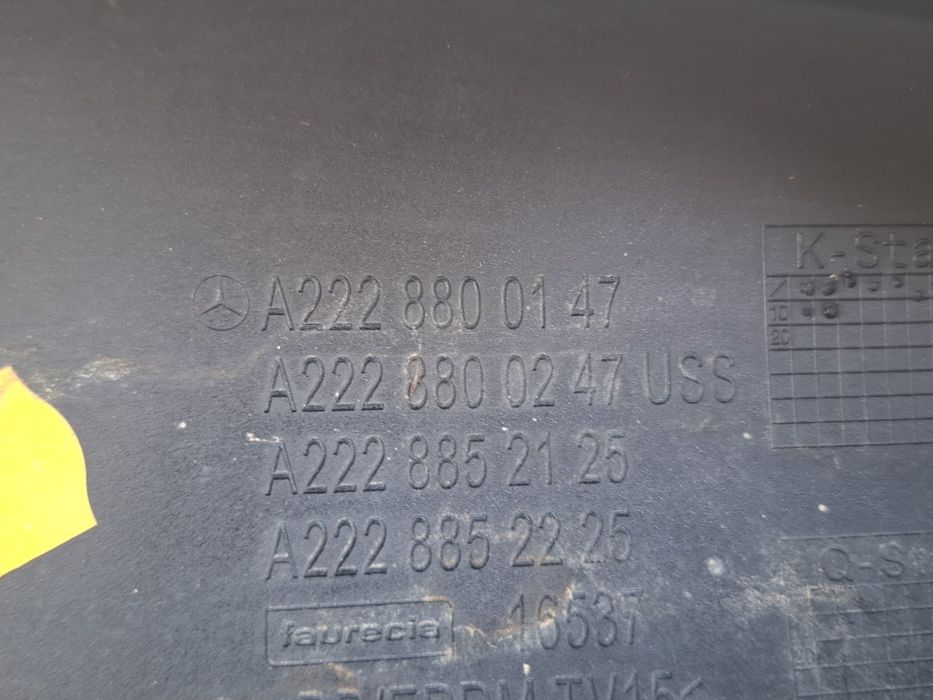 A222 880 01 47
A222 880 02 47 USS
A222 885 21 25
A222 885 22 25
faurecia 16537
K-Sta
10
20
Q-S
TV15<